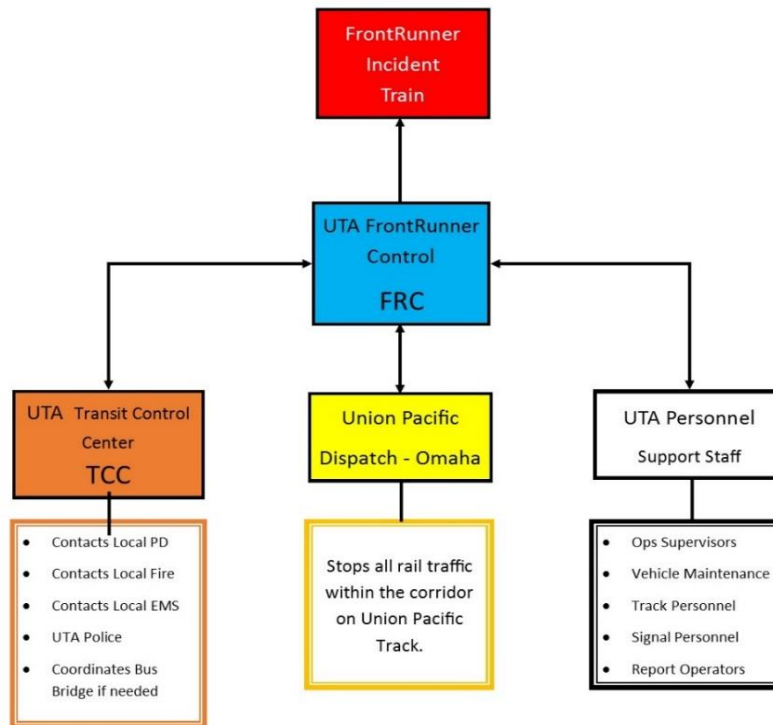 FrontRunner
Incident
Train
UTA FrontRunner
Control
FRC
UTA Transit Control
Center
TCC
Union Pacific
Dispatch - Omaha
UTA Personnel
Support Staff
• Contacts Local PD
• Contacts Local Fire
• Contacts Local EMS
• UTA Police
• Coordinates Bus
Bridge if needed
Stops all rail traffic
within the corridor
on Union Pacific
Track.
• Ops Supervisors
• Vehicle Maintenance
• Track Personnel
• Signal Personnel
• Report Operators